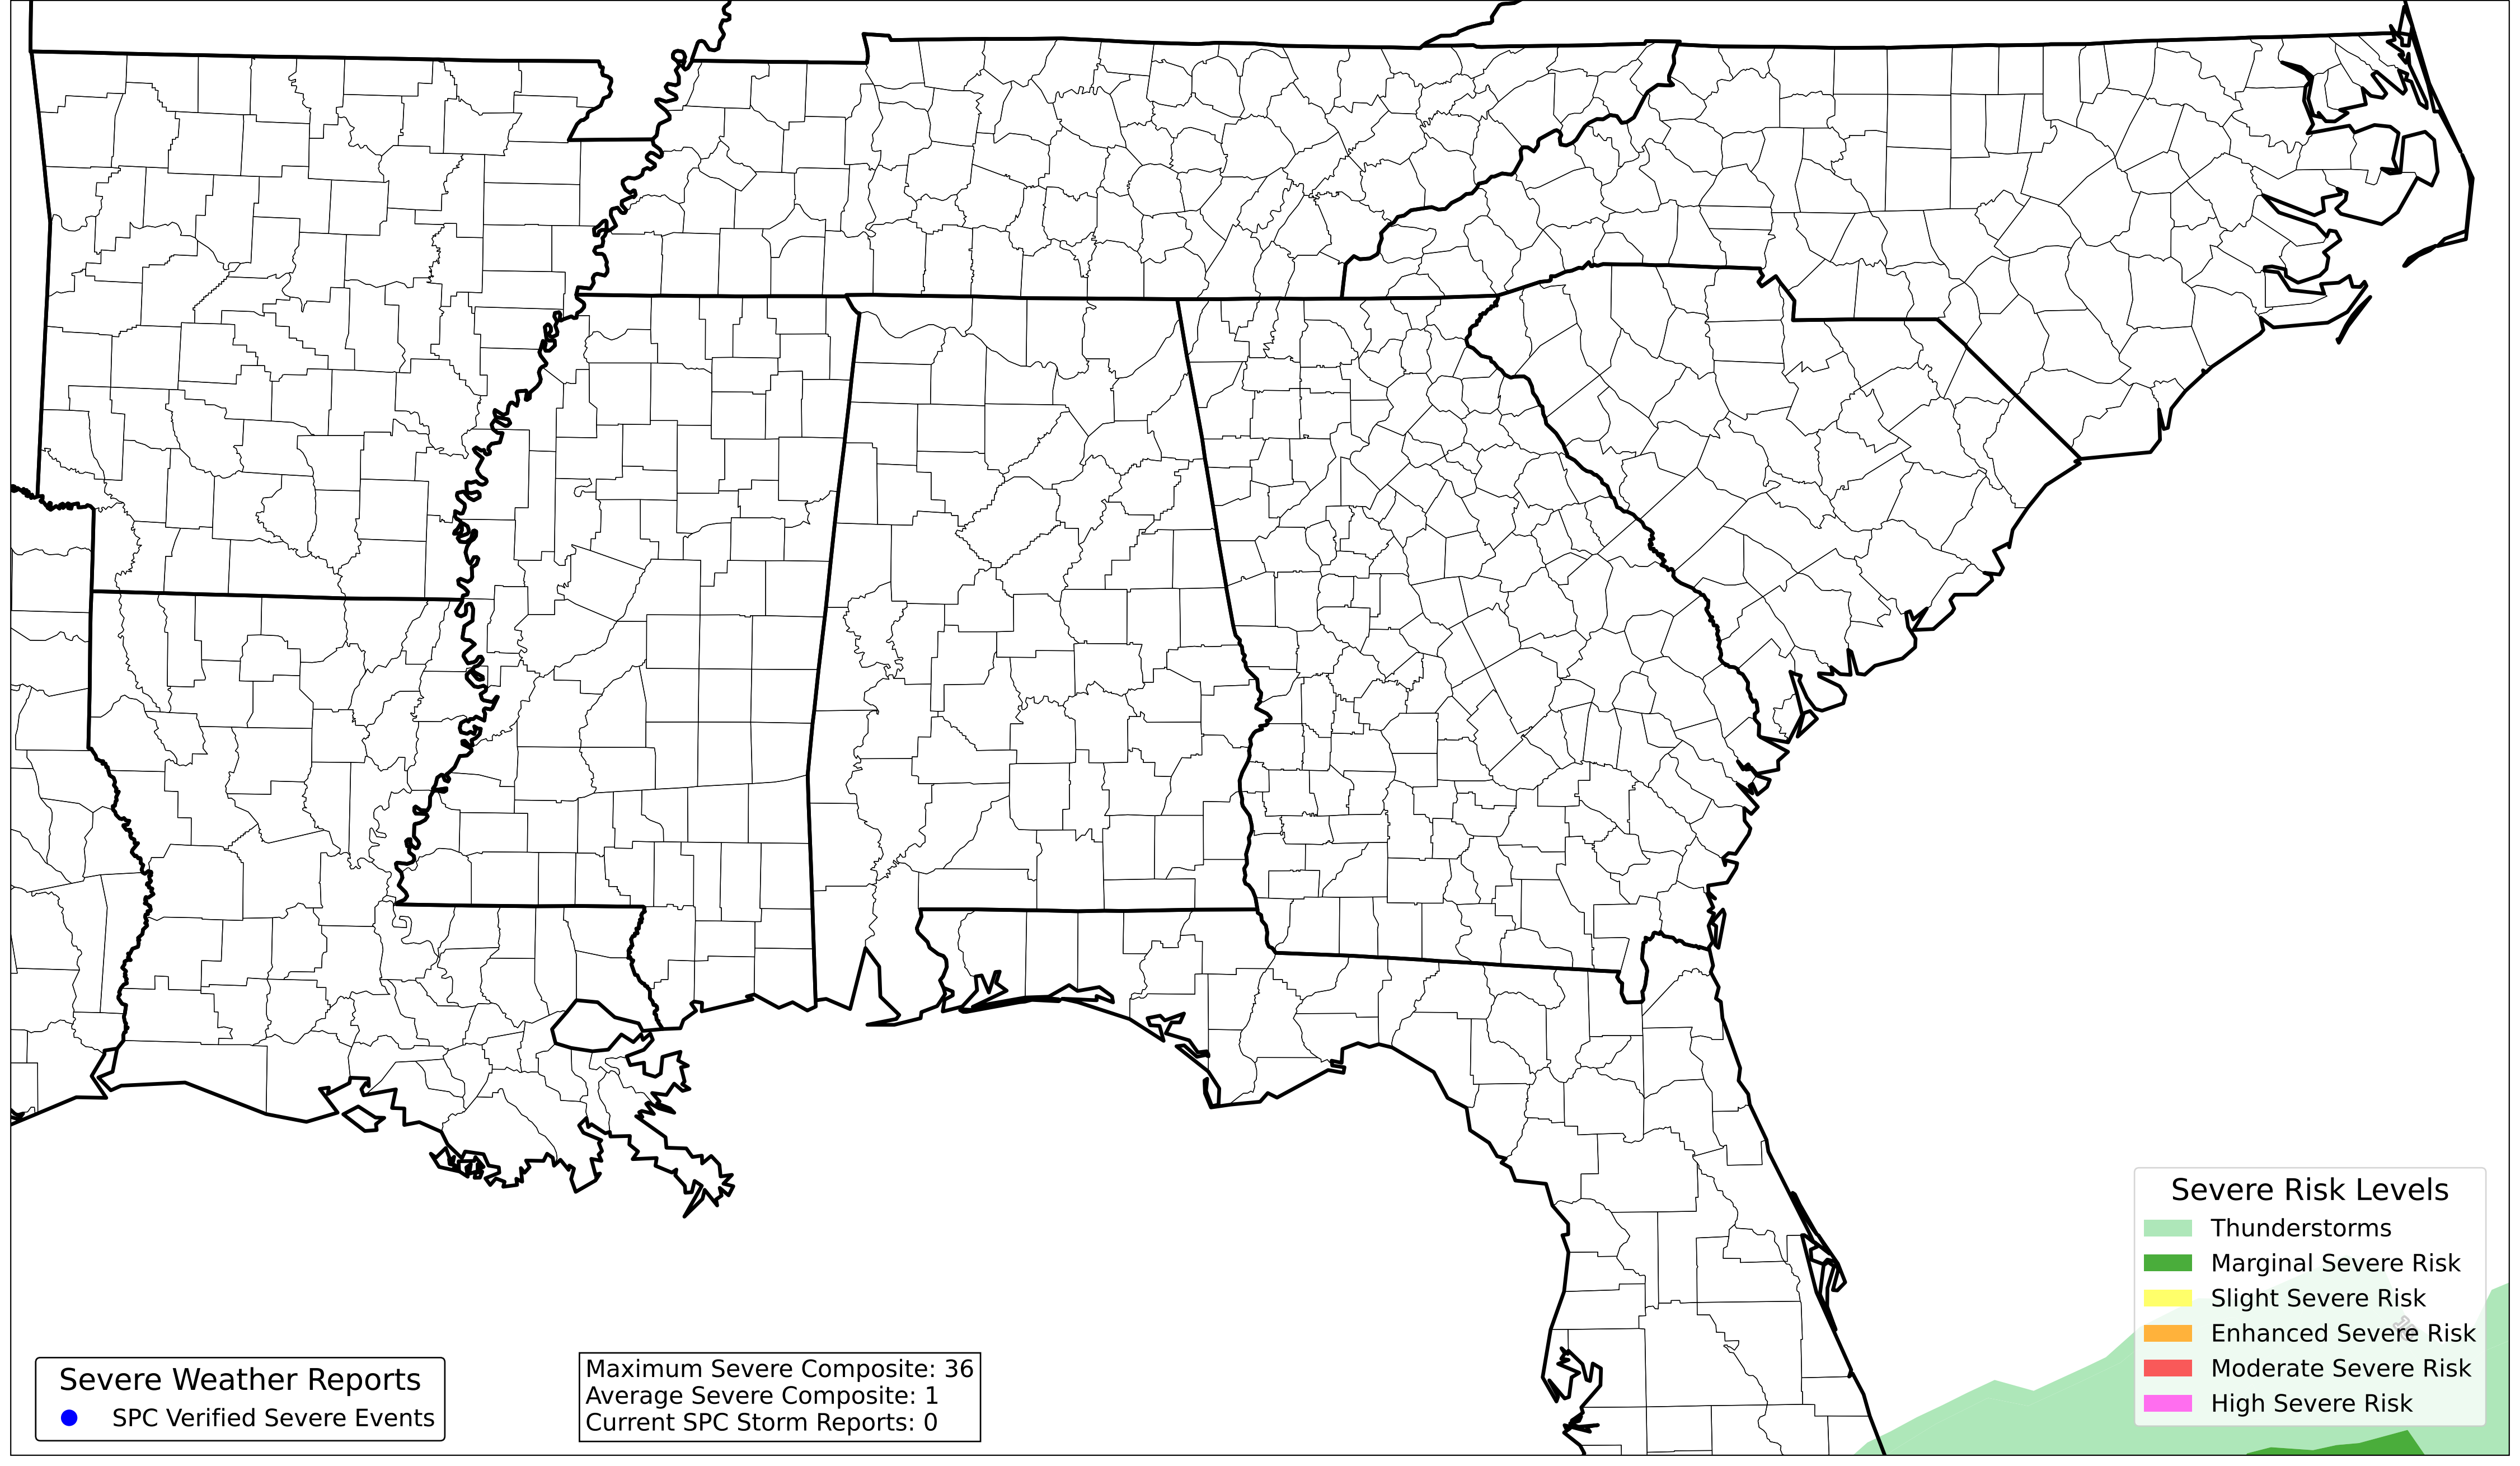 Severe Weather Reports
SPC Verified Severe Events
Maximum Severe Composite: 36
Average Severe Composite: 1
Current SPC Storm Reports: 0
Severe Risk Levels
Thunderstorms
Marginal Severe Risk
Slight Severe Risk
Enhanced Severe Risk
Moderate Severe Risk
High Severe Risk